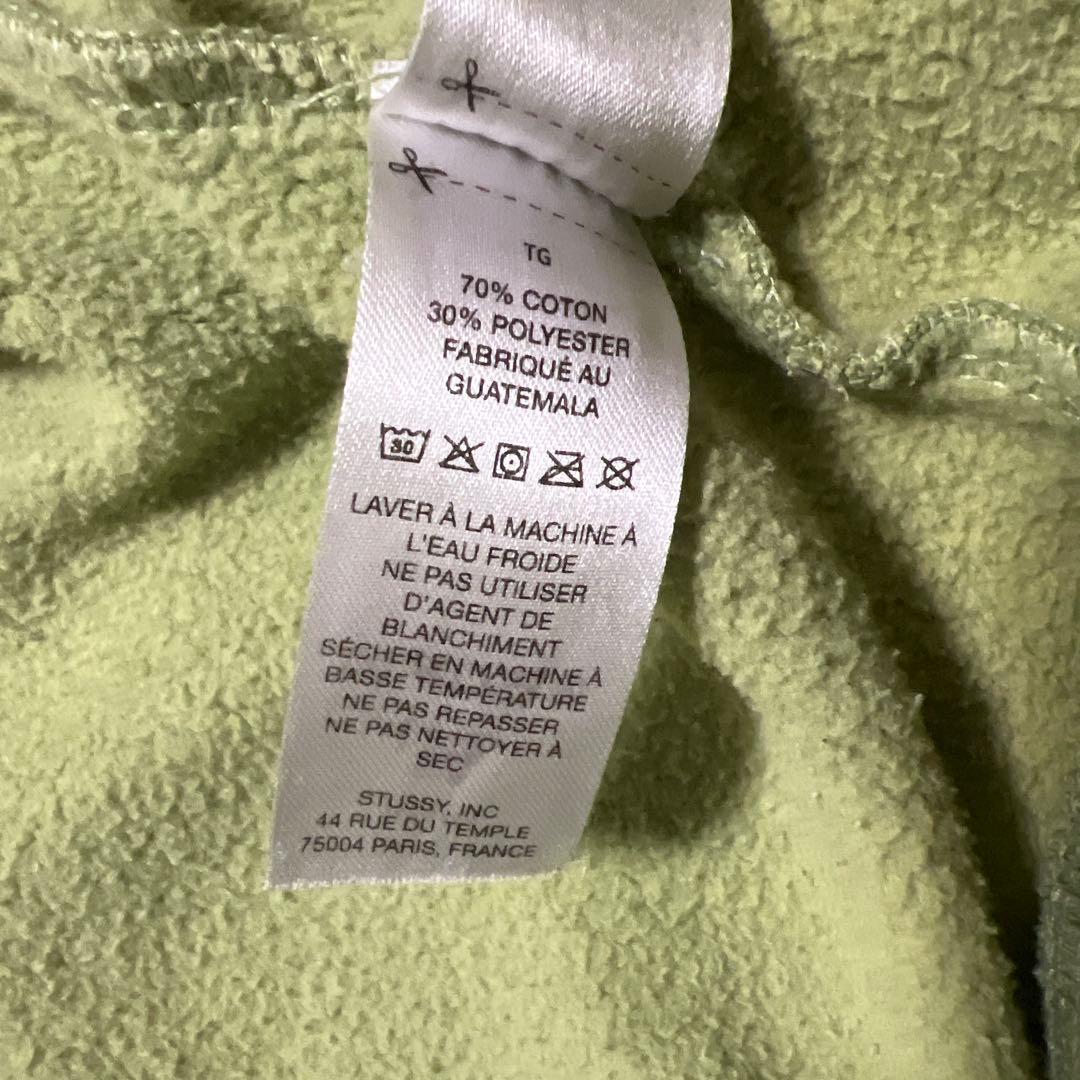 TG
70% COTON
30% POLYESTER
FABRIQUÉ AU
GUATEMALA
30
LAVER À LA MACHINE À
L'EAU FROIDE
NE PAS UTILISER
D'AGENT DE
BLANCHIMENT
SÉCHER EN MACHINE À
BASSE TEMPÉRATURE
NE PAS REPASSER
NE PAS NETTOYER À
SEC
STUSSY, INC
44 RUE DU TEMPLE
75004 PARIS, FRANCE